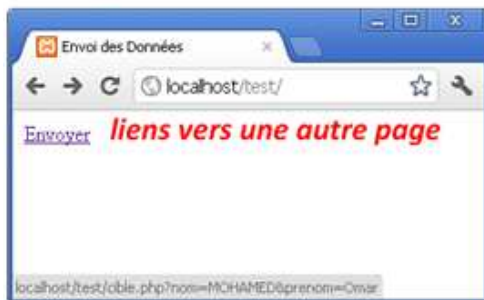 Envoi des Données
localhost/test/
Envoyer liens vers une autre page
localhost/test/cible.php?nom=MOHAMED&prenom=Omar